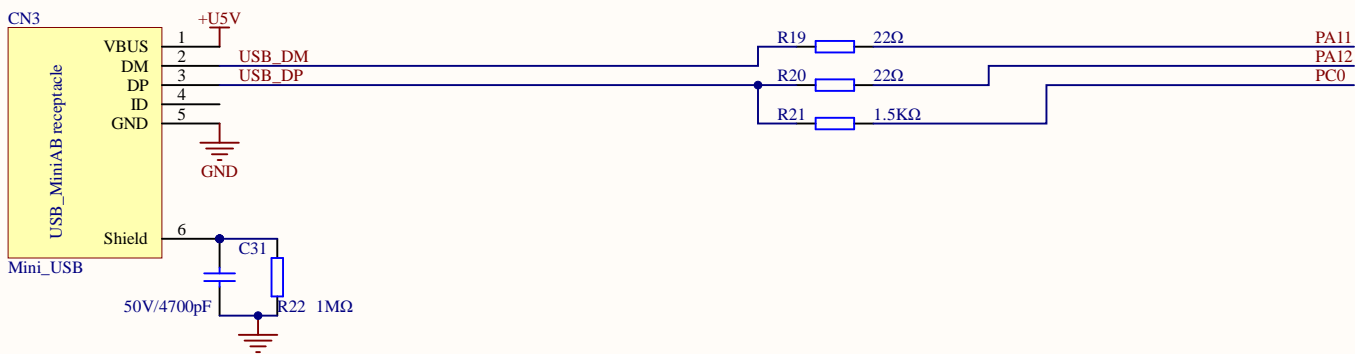 CN3
+U5V
VBUS 1
R19 22Ω PA11
DM 2 USB_DM PA12
DP 3 USB_DP R20 22Ω PC0
ID 4
GND 5 R21 1.5KΩ
USB_MiniAB receptacle
GND
Shield 6
C31
Mini_USB
50V/4700pF R22 1MΩ